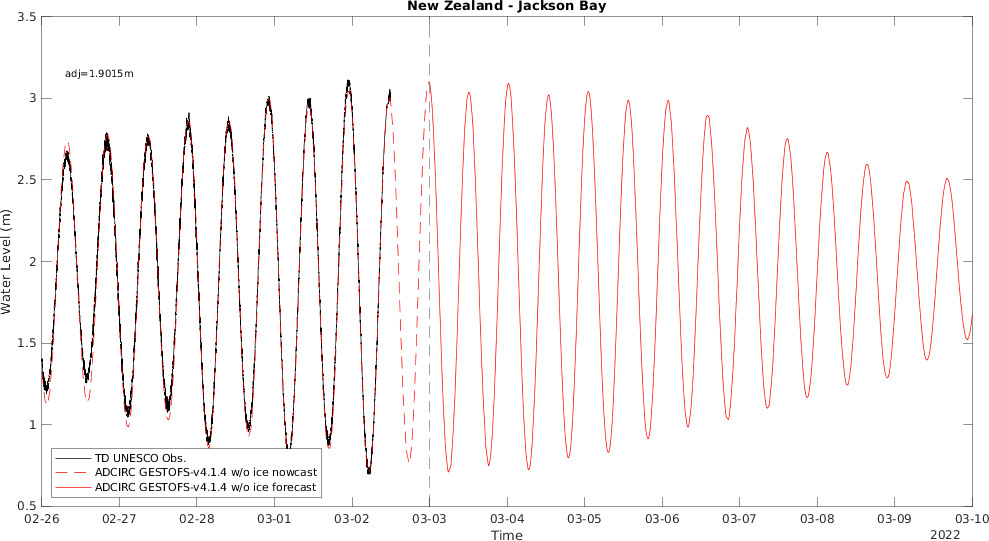 New Zealand - Jackson Bay
3.5
adj=1.9015m
3
2.5
2
1.5
1
0.5
Water Level (m)
TD UNESCO Obs.
ADCIRC GESTOFS-v4.1.4 w/o ice nowcast
ADCIRC GESTOFS-v4.1.4 w/o ice forecast
02-26 02-27 02-28 03-01 03-02 03-03 03-04 03-05 03-06 03-07 03-08 03-09 03-10
Time
2022